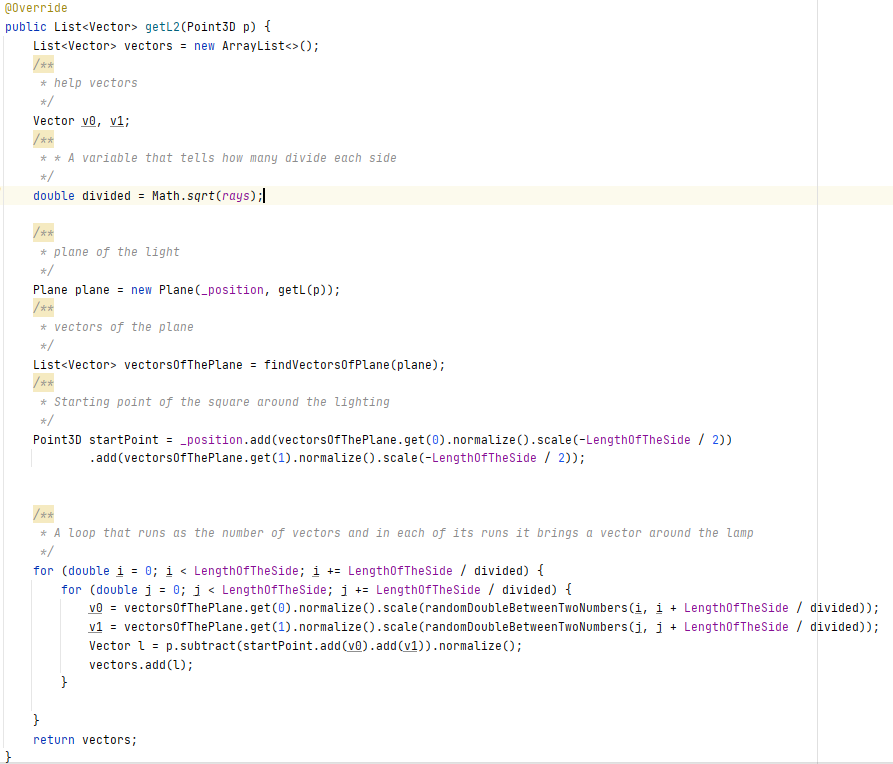 @Override
public List<Vector> getL2(Point3D p) {
    List<Vector> vectors = new ArrayList<>();
    /**
     * help vectors
     */
    Vector v0, v1;
    /**
     * * A variable that tells how many divide each side
     */
    double divided = Math.sqrt(rays);
    /**
     * plane of the light
     */
    Plane plane = new Plane(_position, getL(p));
    /**
     * vectors of the plane
     */
    List<Vector> vectorsOfThePlane = findVectorsOfPlane(plane);
    /**
     * Starting point of the square around the lighting
     */
    Point3D startPoint = _position.add(vectorsOfThePlane.get(0).normalize().scale(-LengthOfTheSide / 2))
            .add(vectorsOfThePlane.get(1).normalize().scale(-LengthOfTheSide / 2));
    /**
     * A loop that runs as the number of vectors and in each of its runs it brings a vector around the lamp
     */
    for (double i = 0; i < LengthOfTheSide; i += LengthOfTheSide / divided) {
        for (double j = 0; j < LengthOfTheSide; j += LengthOfTheSide / divided) {
            v0 = vectorsOfThePlane.get(0).normalize().scale(randomDoubleBetweenTwoNumbers(i, i + LengthOfTheSide / divided));
            v1 = vectorsOfThePlane.get(1).normalize().scale(randomDoubleBetweenTwoNumbers(j, j + LengthOfTheSide / divided));
            Vector l = p.subtract(startPoint.add(v0).add(v1)).normalize();
            vectors.add(l);
        }
    }
    return vectors;
}